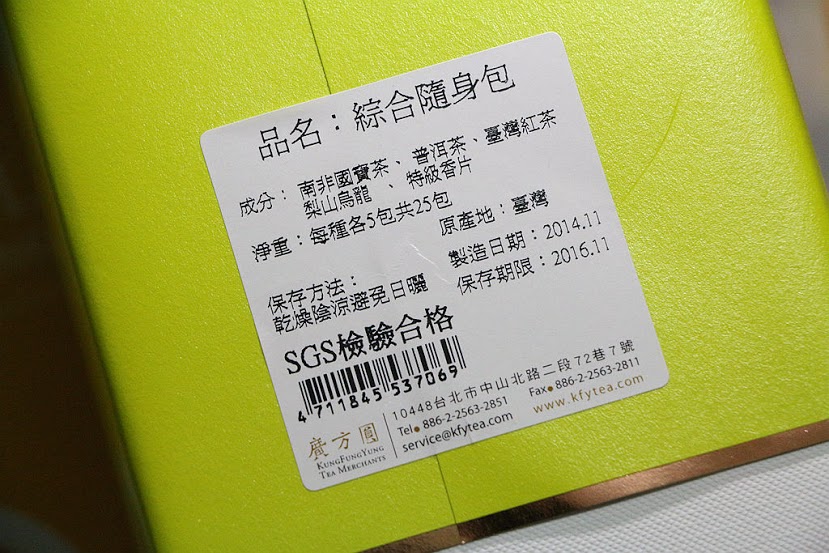 品名：綜合隨身包
成分：南非國寶茶、普洱茶、臺灣紅茶
梨山烏龍、特級香片
淨重：每種各5包共25包
原產地：臺灣
製造日期：2014.11
保存期限：2016.11
保存方法：
乾燥陰涼避免日曬
SGS檢驗合格
4 711845 537069
廣方圓
KUNGFUNGYUNG
TEA MERCHANTS
10448台北市中山北路二段72巷7號
Tel● 886-2-2563-2851 Fax● 886-2-2563-2811
service@kfytea.com www.kfytea.com